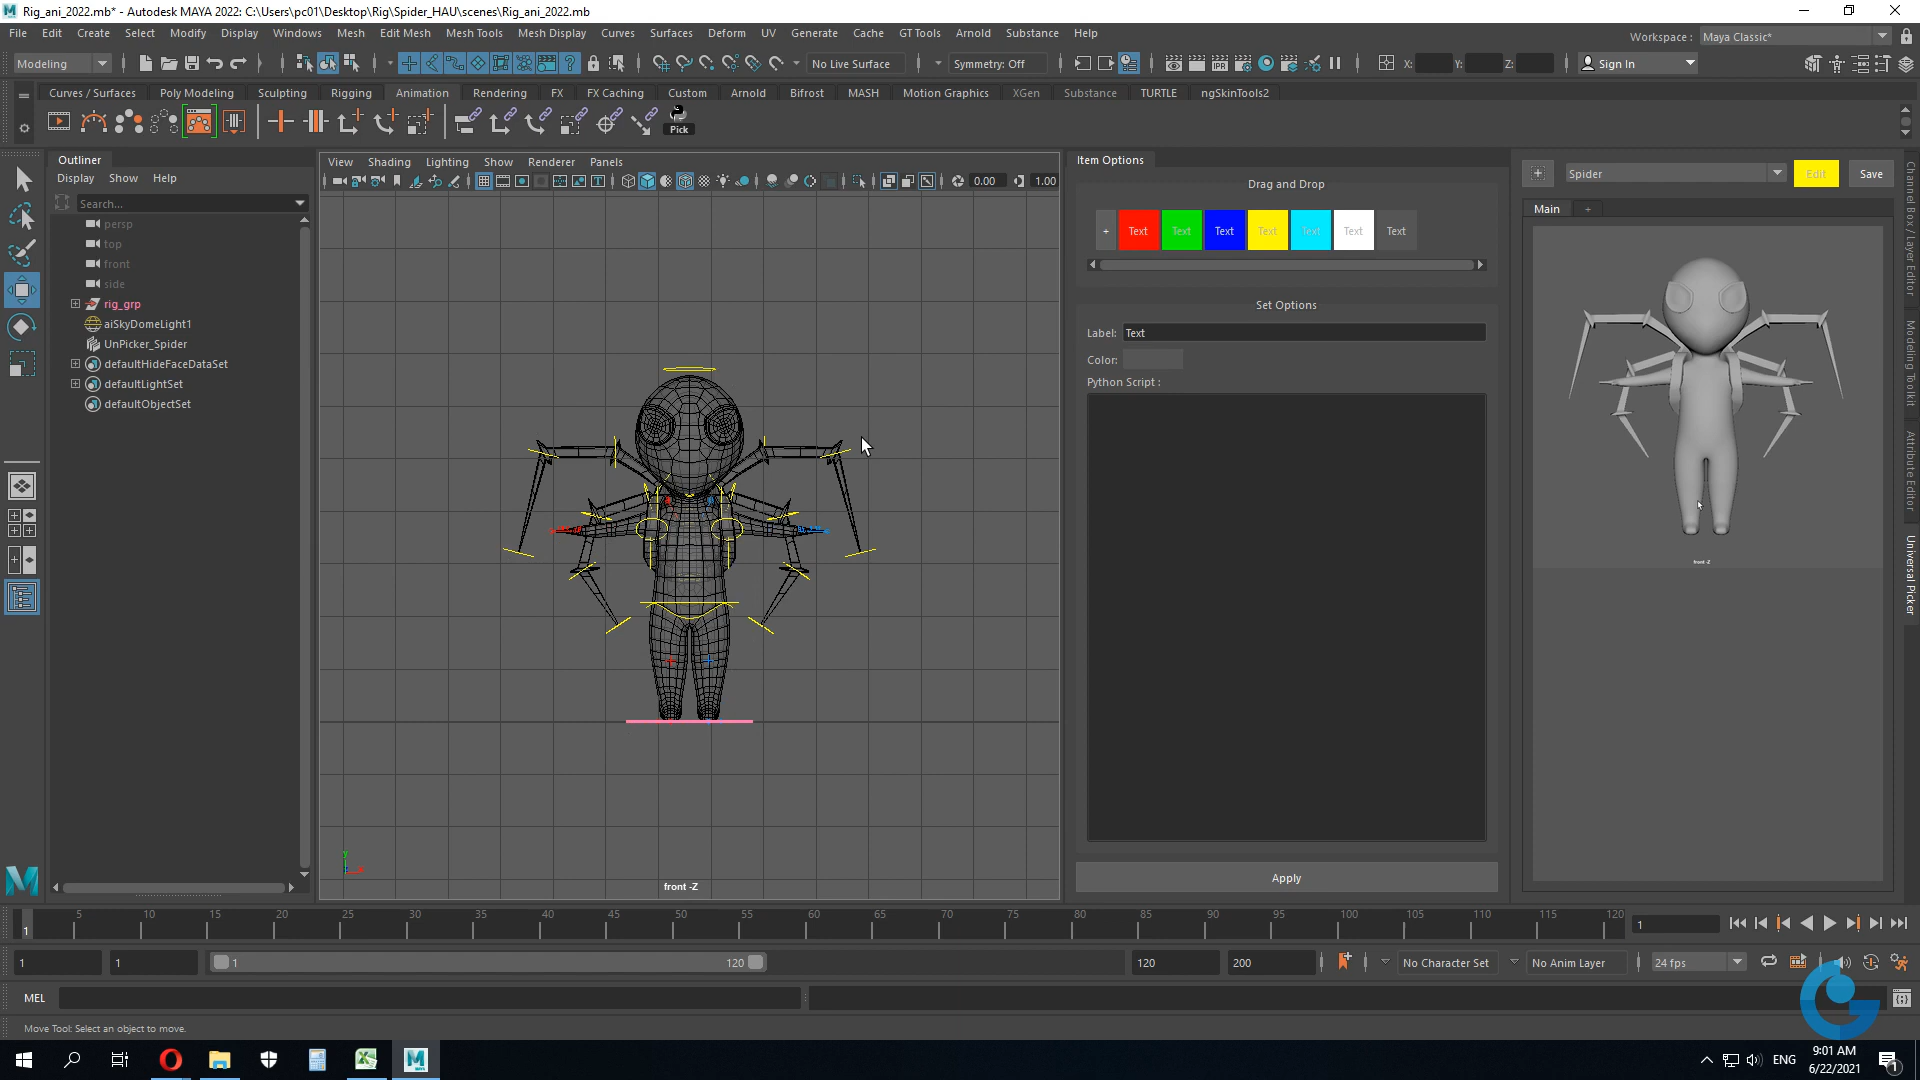 Rig_ani_2022.mb* - Autodesk MAYA 2022: C:\Users\pc01\Desktop\Rig\Spider_HAU\scenes\Rig_ani_2022.mb
File Edit Create Select Modify Display Windows Mesh Edit Mesh Mesh Tools Mesh Display Curves Surfaces Deform UV Generate Cache GT Tools Arnold Substance Help
Workspace : Maya Classic*
Modeling No Live Surface Symmetry: Off X: Y: Z: Sign In
Curves / Surfaces Poly Modeling Sculpting Rigging Animation Rendering FX FX Caching Custom Arnold Bifrost MASH Motion Graphics XGen Substance TURTLE ngSkinTools2
IPR
Pick
Outliner
Display Show Help
Search...
persp
top
front
side
rig_grp
aiSkyDomeLight1
UnPicker_Spider
defaultHideFaceDataSet
defaultLightSet
defaultObjectSet
View Shading Lighting Show Renderer Panels
0.00 1.00
y
front -Z
Item Options
Drag and Drop
+ Text Text Text Text Text Text Text
Set Options
Label: Text
Color:
Python Script :
Apply
Spider Edit Save
Main +
front -Z
Channel Box / Layer Editor
Modeling Toolkit
Attribute Editor
Universal Picker
5 10 15 20 25 30 35 40 45 50 55 60 65 70 75 80 85 90 95 100 105 110 115 120
1 1
1 1 1 120 120 200 No Character Set No Anim Layer 24 fps
MEL
Move Tool: Select an object to move.
ENG
9:01 AM
6/22/2021
1